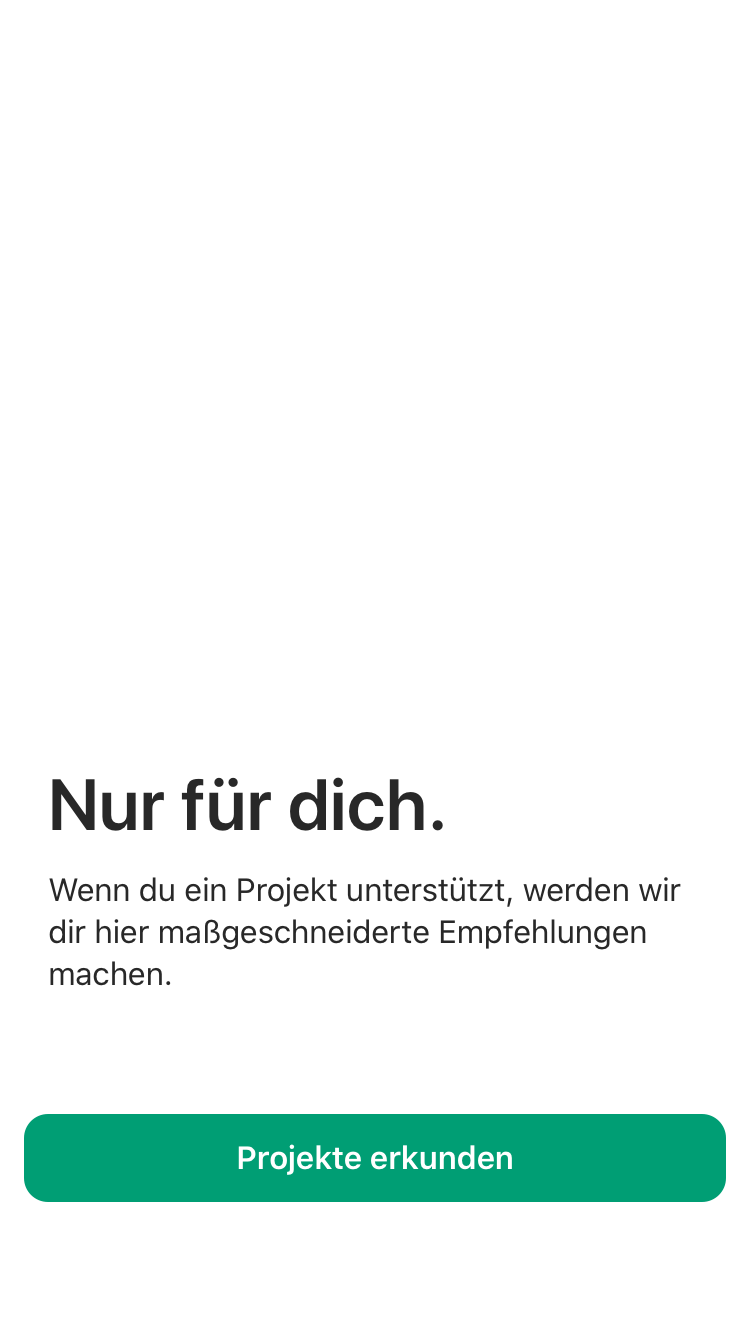 Nur für dich.
Wenn du ein Projekt unterstützt, werden wir
dir hier maßgeschneiderte Empfehlungen
machen.
Projekte erkunden